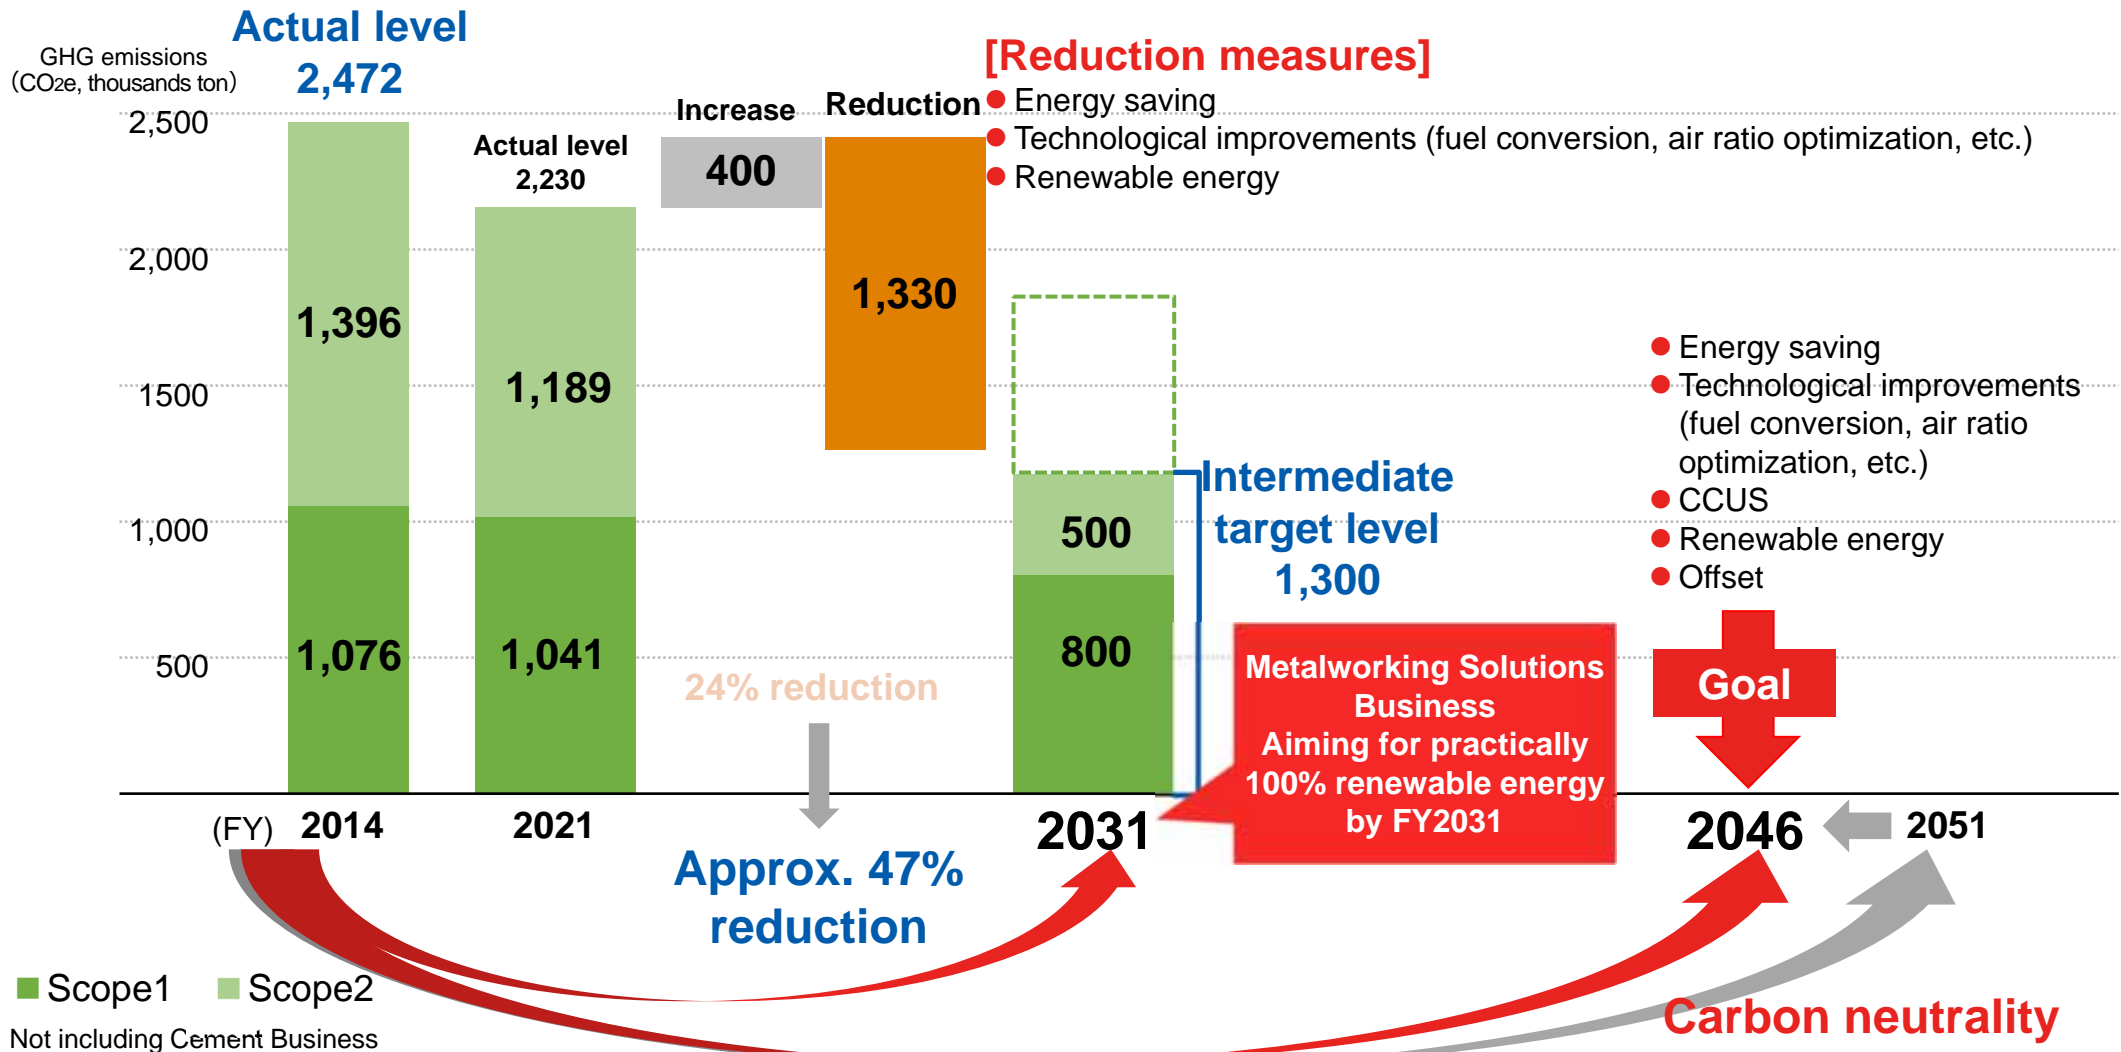 Actual level
2,472
GHG emissions
(CO2e, thousands ton)
[Reduction measures]
Energy saving
Technological improvements (fuel conversion, air ratio optimization, etc.)
Renewable energy
Increase
Reduction
400
1,330
Actual level
2,230
2,500
2,000
1500
1,000
500
1,396
1,076
1,189
1,041
24% reduction
500
800
Intermediate
target level
1,300
Energy saving
Technological improvements
(fuel conversion, air ratio
optimization, etc.)
CCUS
Renewable energy
Offset
Goal
Metalworking Solutions
Business
Aiming for practically
100% renewable energy
by FY2031
(FY)
2014
2021
2031
2046
2051
Approx. 47%
reduction
Scope1
Scope2
Not including Cement Business
Carbon neutrality